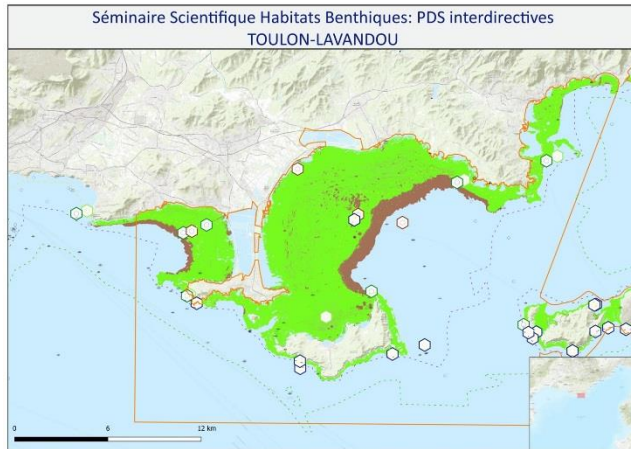 Séminaire Scientifique Habitats Benthiques: PDS interdirectives
TOULON-LAVANDOU
0 6 12 km